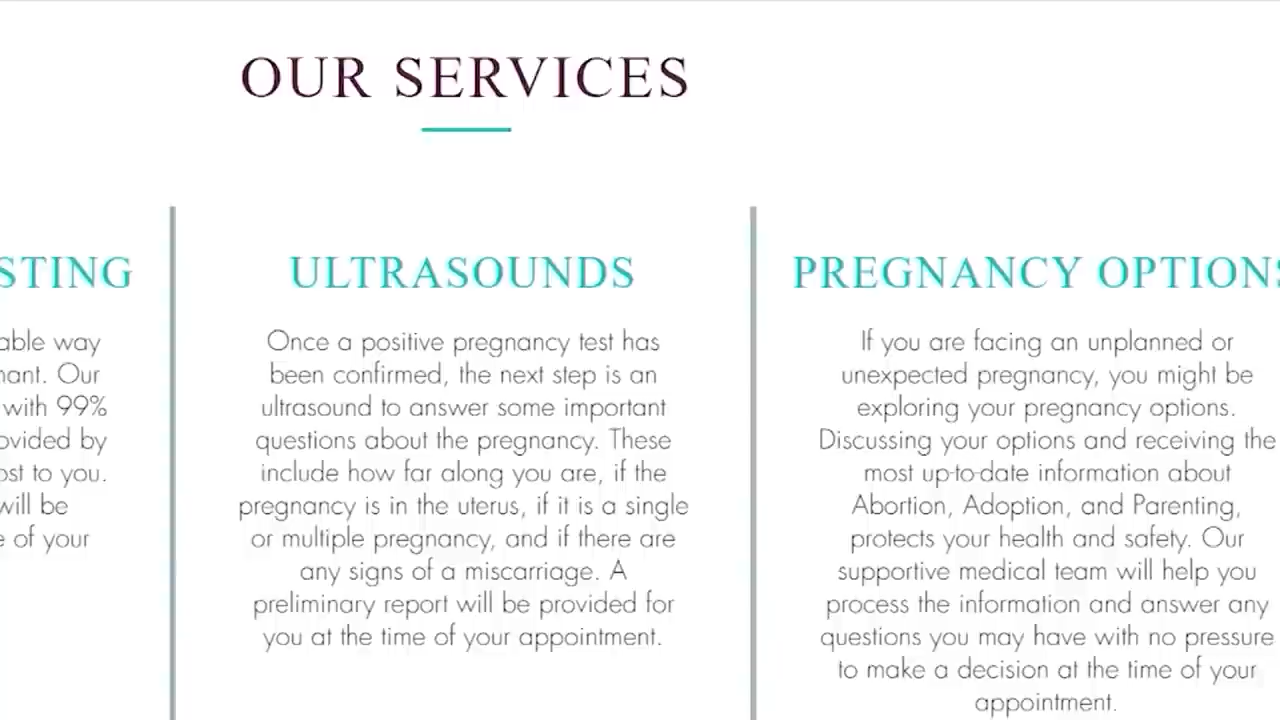 OUR SERVICES
STING
able way
nant. Our
with 99%
ovided by
ost to you.
will be
e of your
ULTRASOUNDS
Once a positive pregnancy test has
been confirmed, the next step is an
ultrasound to answer some important
questions about the pregnancy. These
include how far along you are, if the
pregnancy is in the uterus, if it is a single
or multiple pregnancy, and if there are
any signs of a miscarriage. A
preliminary report will be provided for
you at the time of your appointment.
PREGNANCY OPTIONS
If you are facing an unplanned or
unexpected pregnancy, you might be
exploring your pregnancy options.
Discussing your options and receiving the
most up-to-date information about
Abortion, Adoption, and Parenting,
protects your health and safety. Our
supportive medical team will help you
process the information and answer any
questions you may have with no pressure
to make a decision at the time of your
appointment.